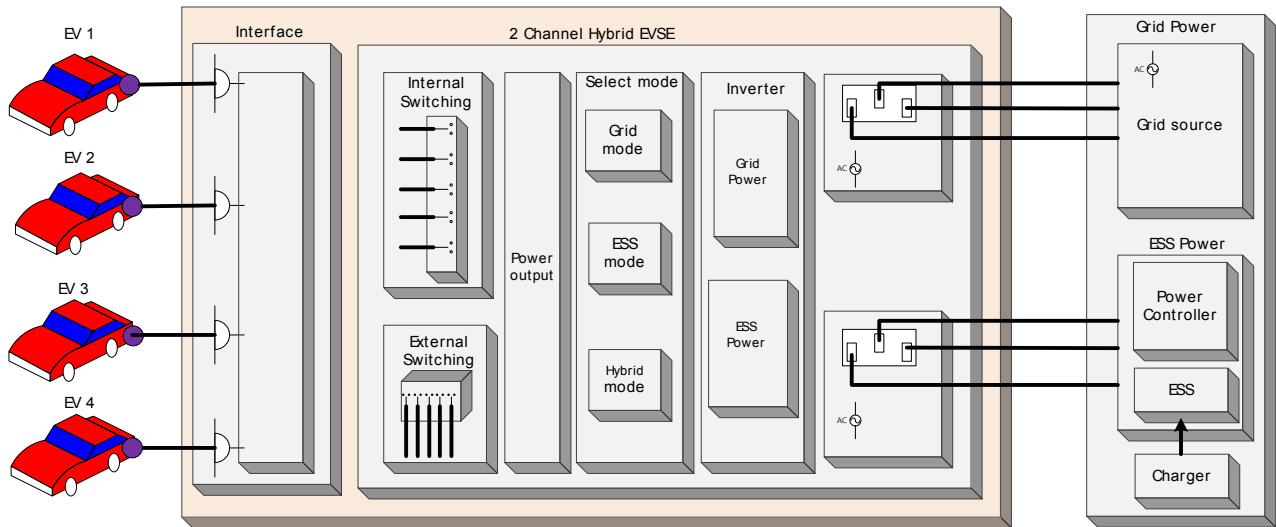 EV 1
EV 2
EV 3
EV 4
Interface
2 Channel Hybrid EVSE
Internal
Switching
External
Switching
Power
output
Select mode
Grid
mode
ESS
mode
Hybrid
mode
Inverter
Grid
Power
ESS
Power
AC
AC
Grid Power
AC
Grid source
ESS Power
Power
Controller
ESS
Charger